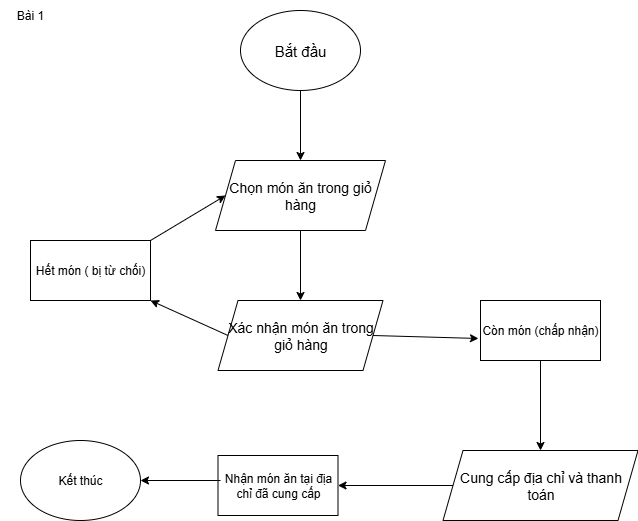 Bài 1
Bắt đầu
Chọn món ăn trong giỏ
hàng
Hết món ( bị từ chối)
Xác nhận món ăn trong
giỏ hàng
Còn món (chấp nhận)
Cung cấp địa chỉ và thanh
toán
Nhận món ăn tại địa
chỉ đã cung cấp
Kết thúc